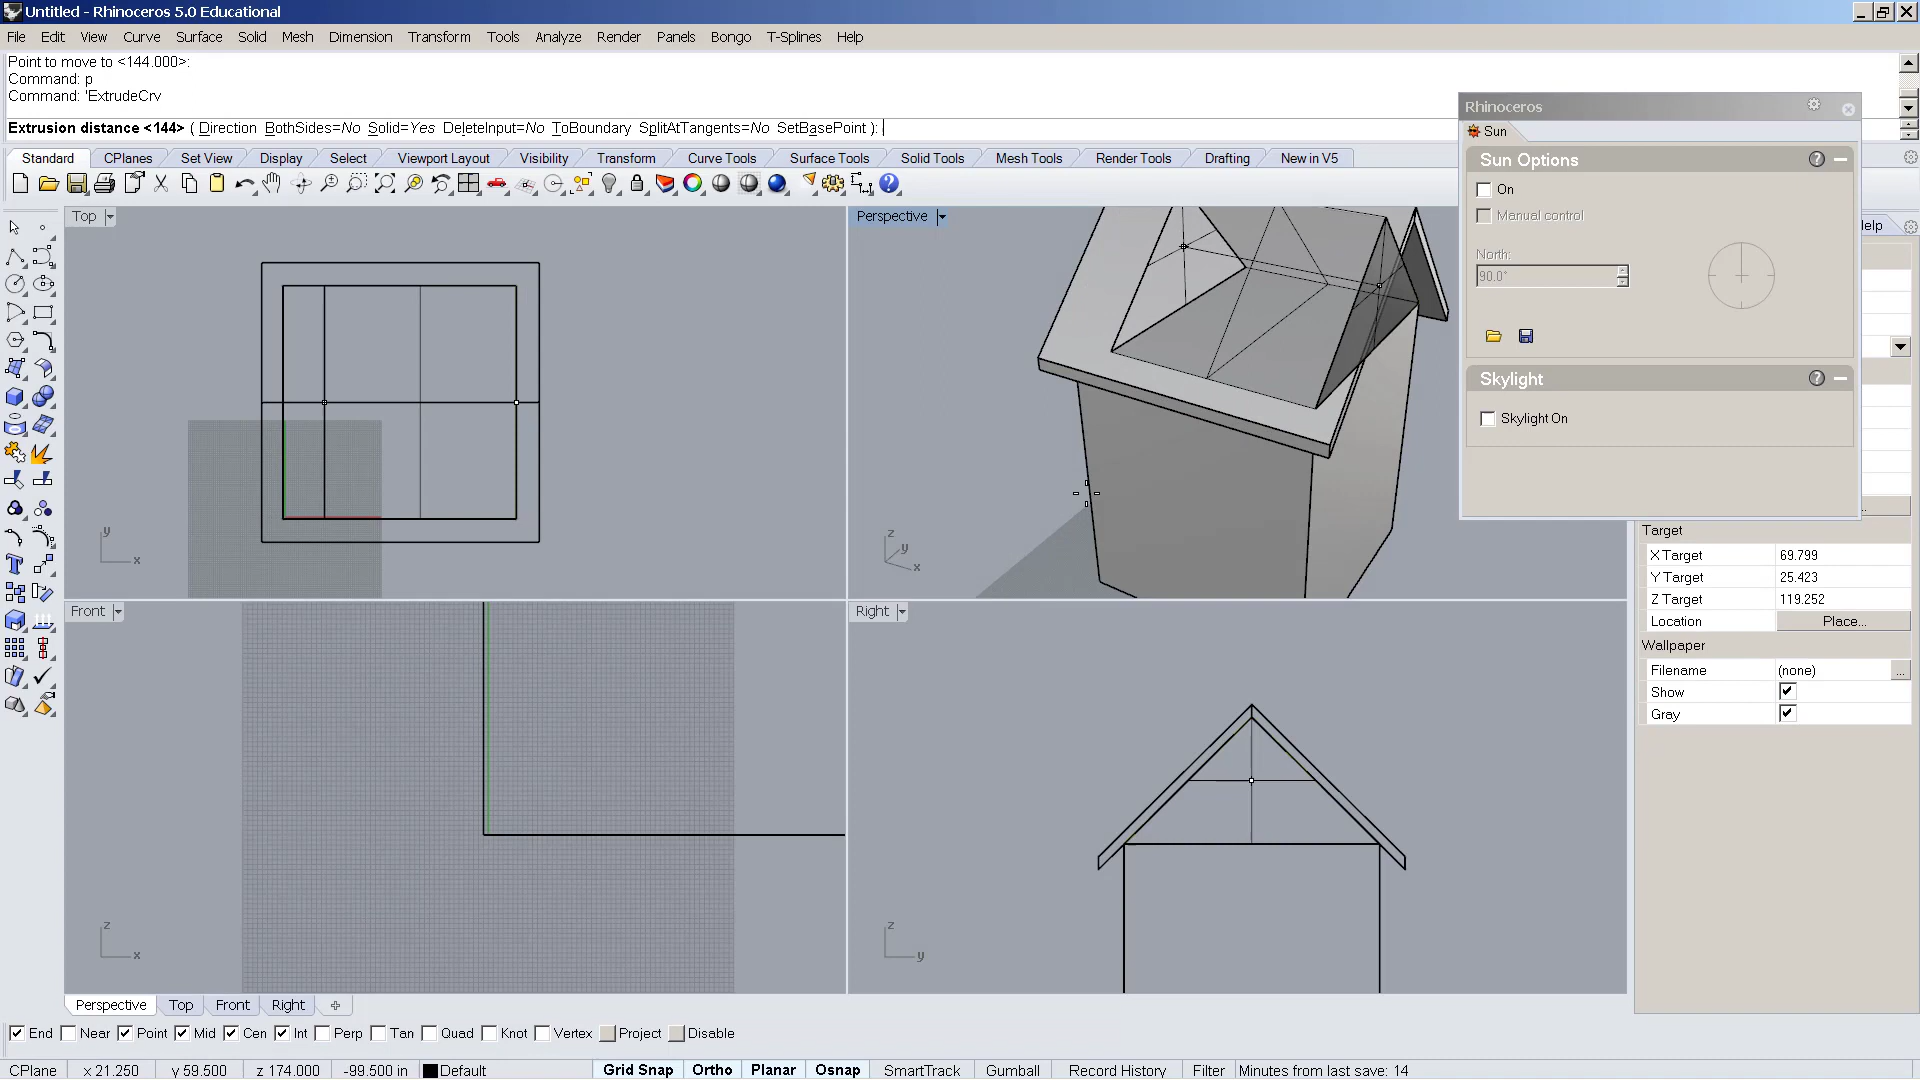 Untitled - Rhinoceros 5.0 Educational
File Edit View Curve Surface Solid Mesh Dimension Transform Tools Analyze Render Panels Bongo T-Splines Help
Point to move to <144.000>:
Command: p
Command: 'ExtrudeCrv
Extrusion distance <144> ( Direction BothSides=No Solid=Yes DeleteInput=No ToBoundary SplitAtTangents=No SetBasePoint ):
Standard CPlanes Set View Display Select Viewport Layout Visibility Transform Curve Tools Surface Tools Solid Tools Mesh Tools Render Tools Drafting New in V5
Rhinoceros
Sun
Sun Options
On
Manual control
North:
90.0°
Skylight
Skylight On
Top
y
x
Perspective
z
y
x
Front
z
x
Right
z
y
elp
...
Target
X Target 69.799
Y Target 25.423
Z Target 119.252
Location Place...
Wallpaper
Filename (none) ...
Show
Gray
Perspective Top Front Right
End Near Point Mid Cen Int Perp Tan Quad Knot Vertex Project Disable
CPlane x 21.250 y 59.500 z 174.000 -99.500 in Default Grid Snap Ortho Planar Osnap SmartTrack Gumball Record History Filter Minutes from last save: 14